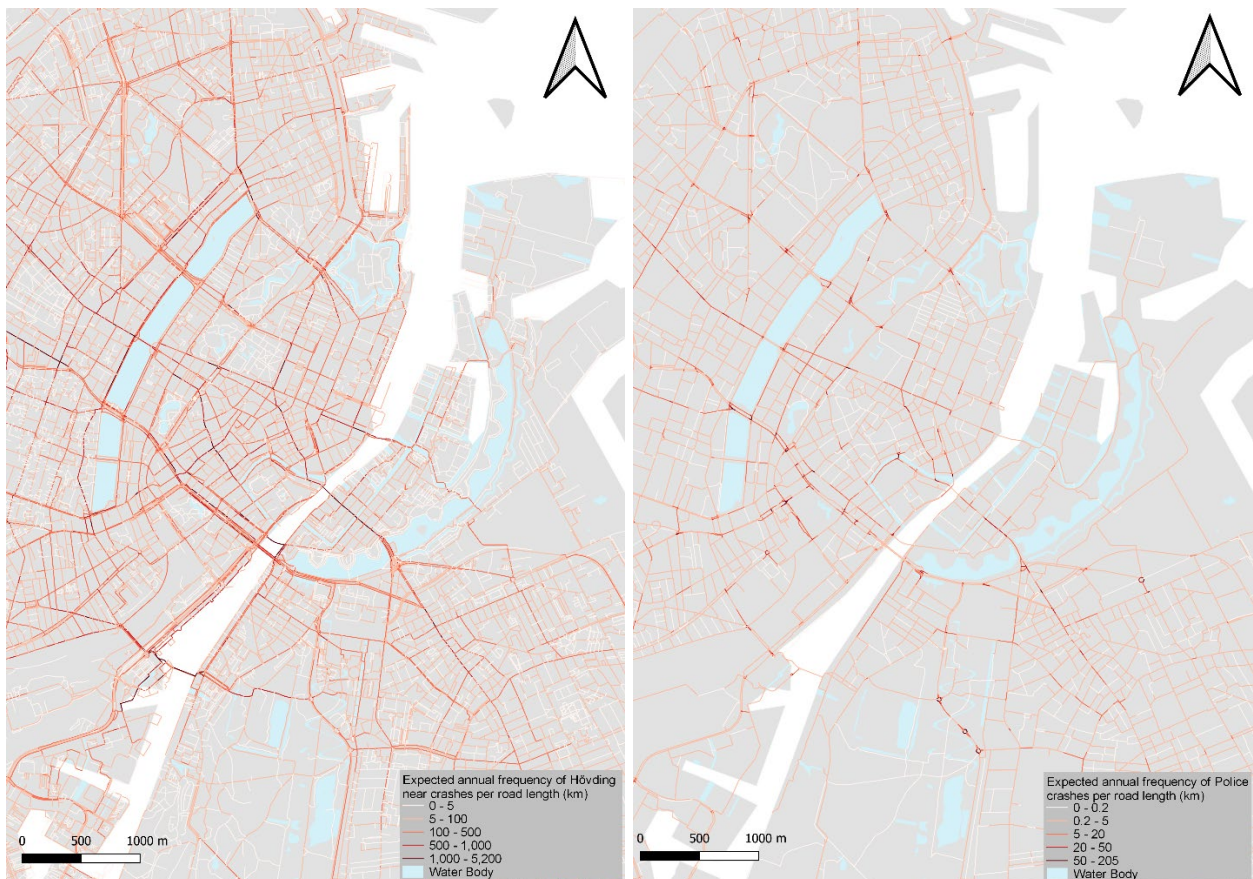 Expected annual frequency of Hövding
near crashes per road length (km)
0 - 5
5 - 100
100 - 500
500 - 1,000
1,000 - 5,200
Water Body
0 500 1000 m
Expected annual frequency of Police
crashes per road length (km)
0 - 0.2
0.2 - 5
5 - 20
20 - 50
50 - 205
Water Body
0 500 1000 m